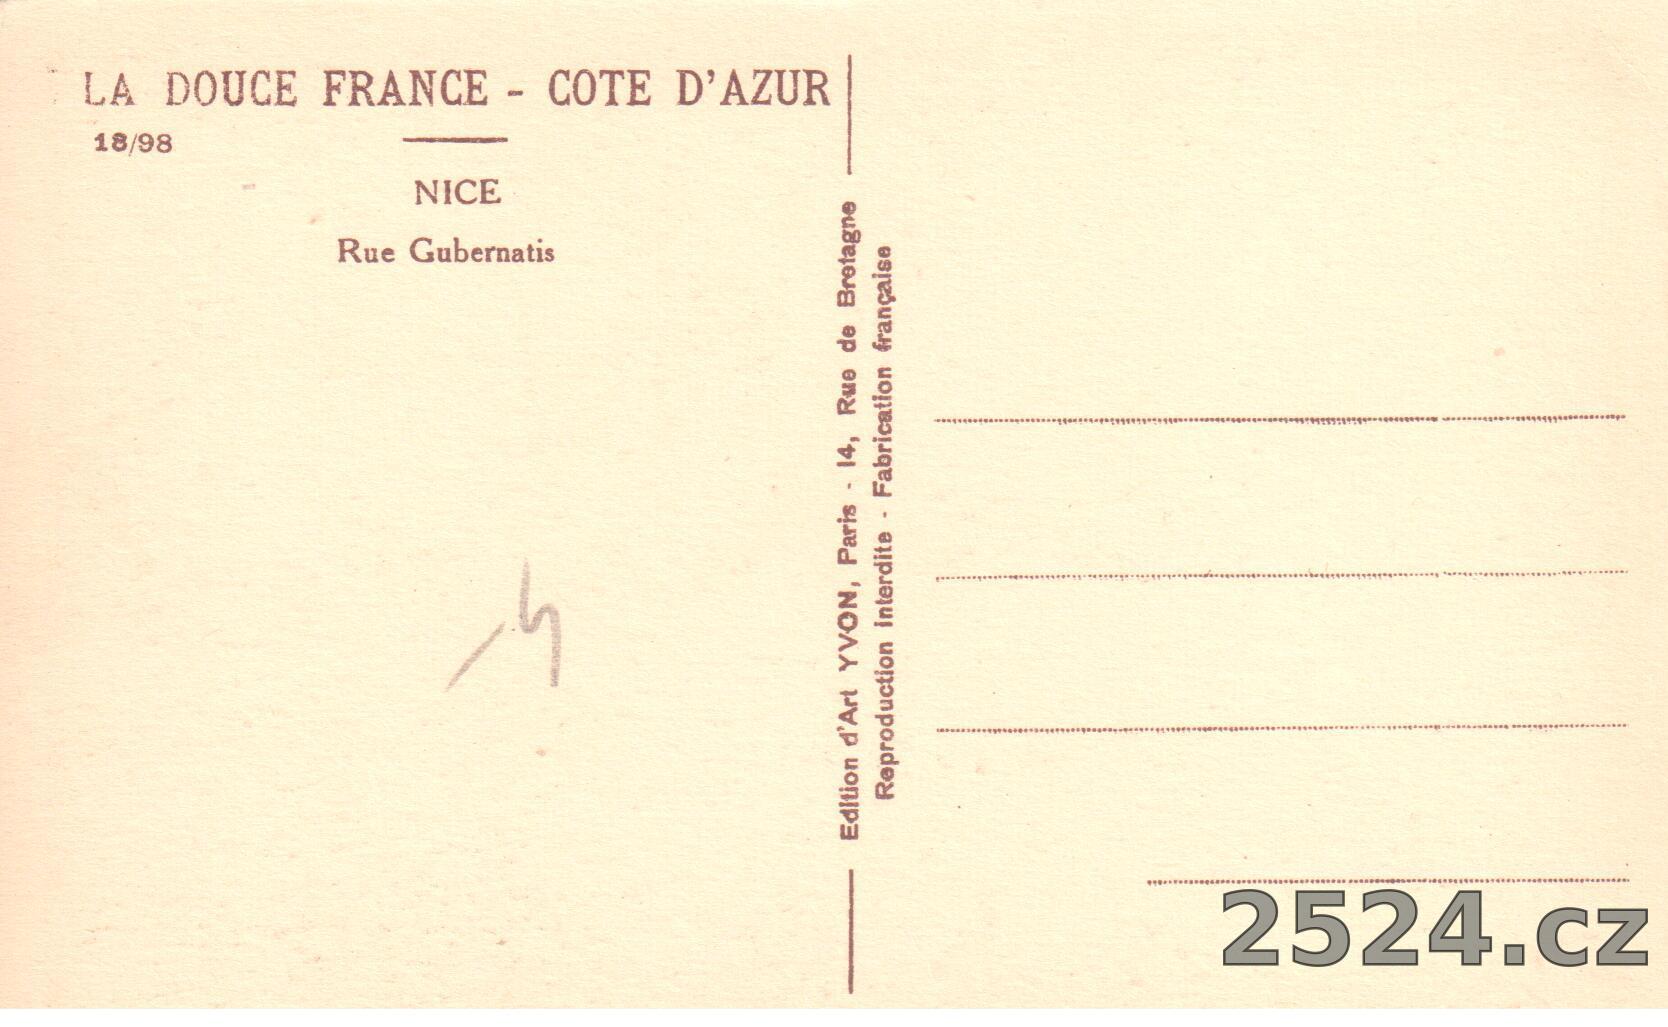 LA DOUCE FRANCE - COTE D'AZUR
18/98
NICE
Rue Gubernatis
Edition d'Art YVON, Paris - 14, Rue de Bretagne
Reproduction interdite - Fabrication française
2524.cz